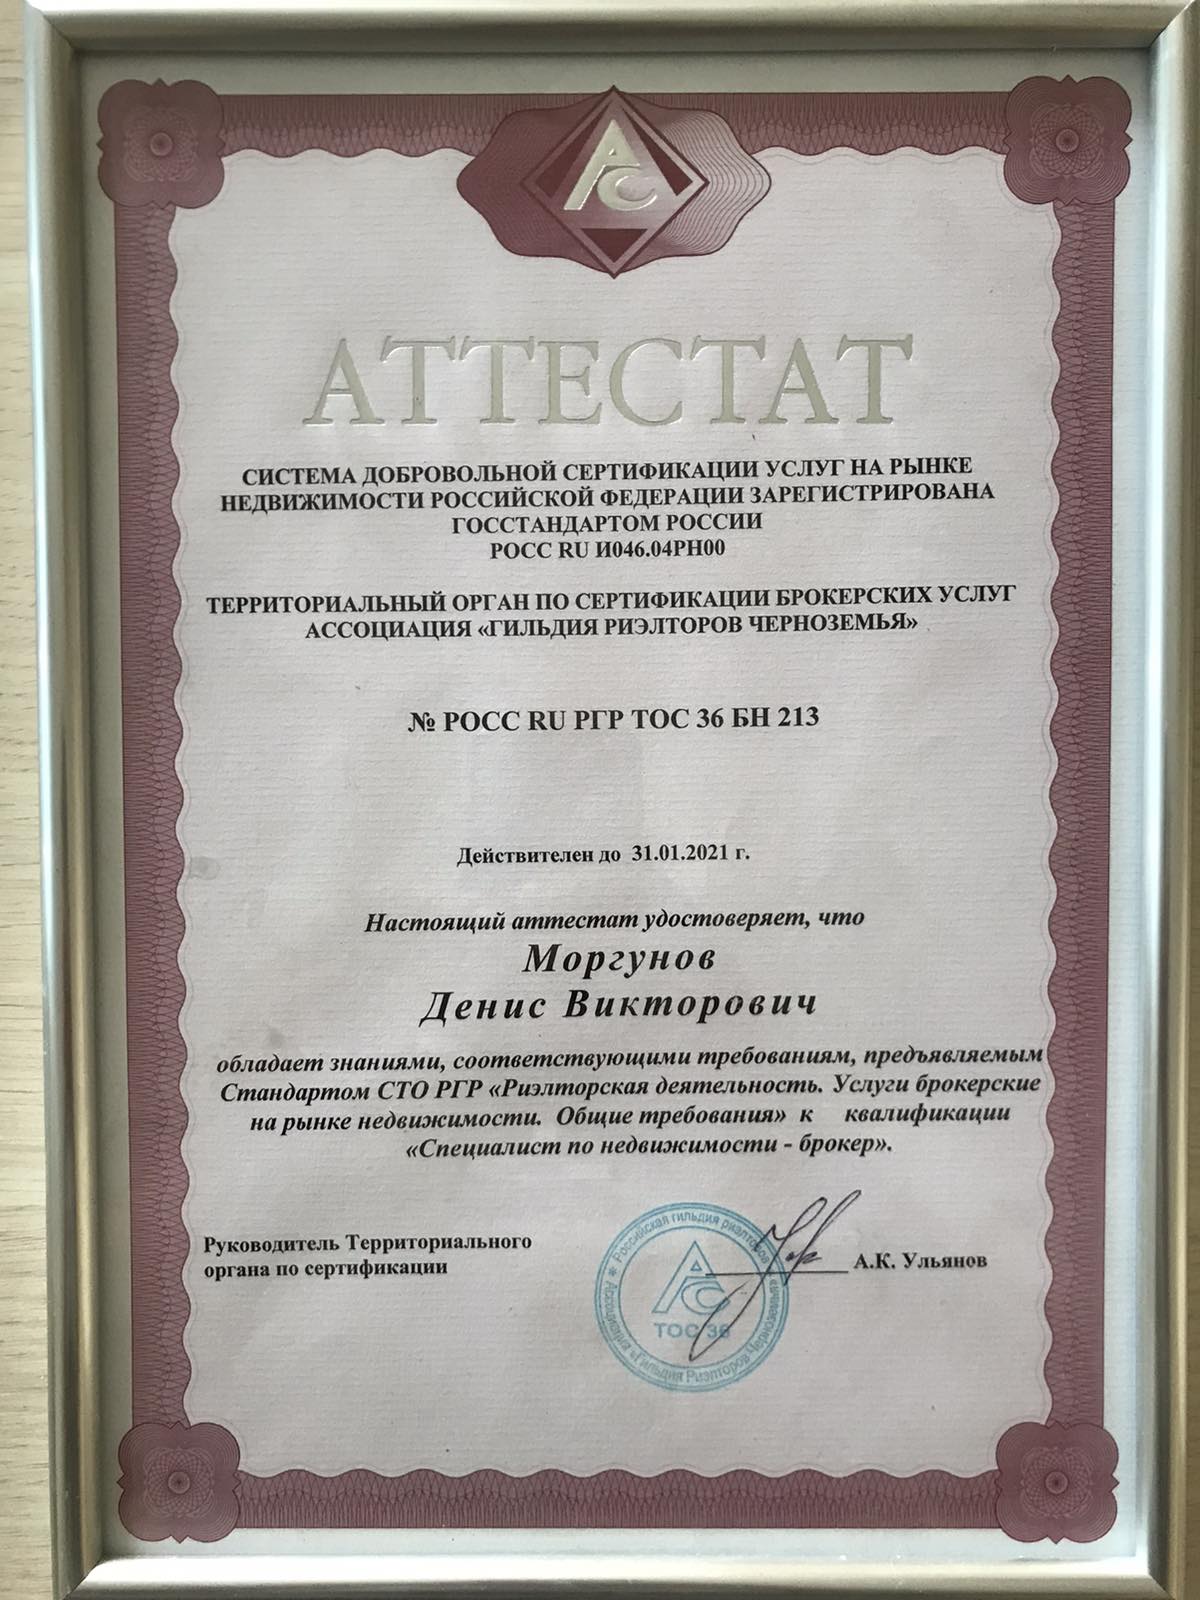 АС
АТТЕСТАТ
СИСТЕМА ДОБРОВОЛЬНОЙ СЕРТИФИКАЦИИ УСЛУГ НА РЫНКЕ
НЕДВИЖИМОСТИ РОССИЙСКОЙ ФЕДЕРАЦИИ ЗАРЕГИСТРИРОВАНА
ГОССТАНДАРТОМ РОССИИ
РОСС RU И046.04РН00
ТЕРРИТОРИАЛЬНЫЙ ОРГАН ПО СЕРТИФИКАЦИИ БРОКЕРСКИХ УСЛУГ
АССОЦИАЦИЯ «ГИЛЬДИЯ РИЭЛТОРОВ ЧЕРНОЗЕМЬЯ»
№ РОСС RU РГР ТОС 36 БН 213
Действителен до 31.01.2021 г.
Настоящий аттестат удостоверяет, что
Моргунов
Денис Викторович
обладает знаниями, соответствующими требованиям, предъявляемым
Стандартом СТО РГР «Риэлторская деятельность. Услуги брокерские
на рынке недвижимости. Общие требования» к квалификации
«Специалист по недвижимости - брокер».
Руководитель Территориального
органа по сертификации
А.К. Ульянов
Российская гильдия риэлторов
Ассоциация «Гильдия Риэлторов Черноземья»
АС
ТОС 36